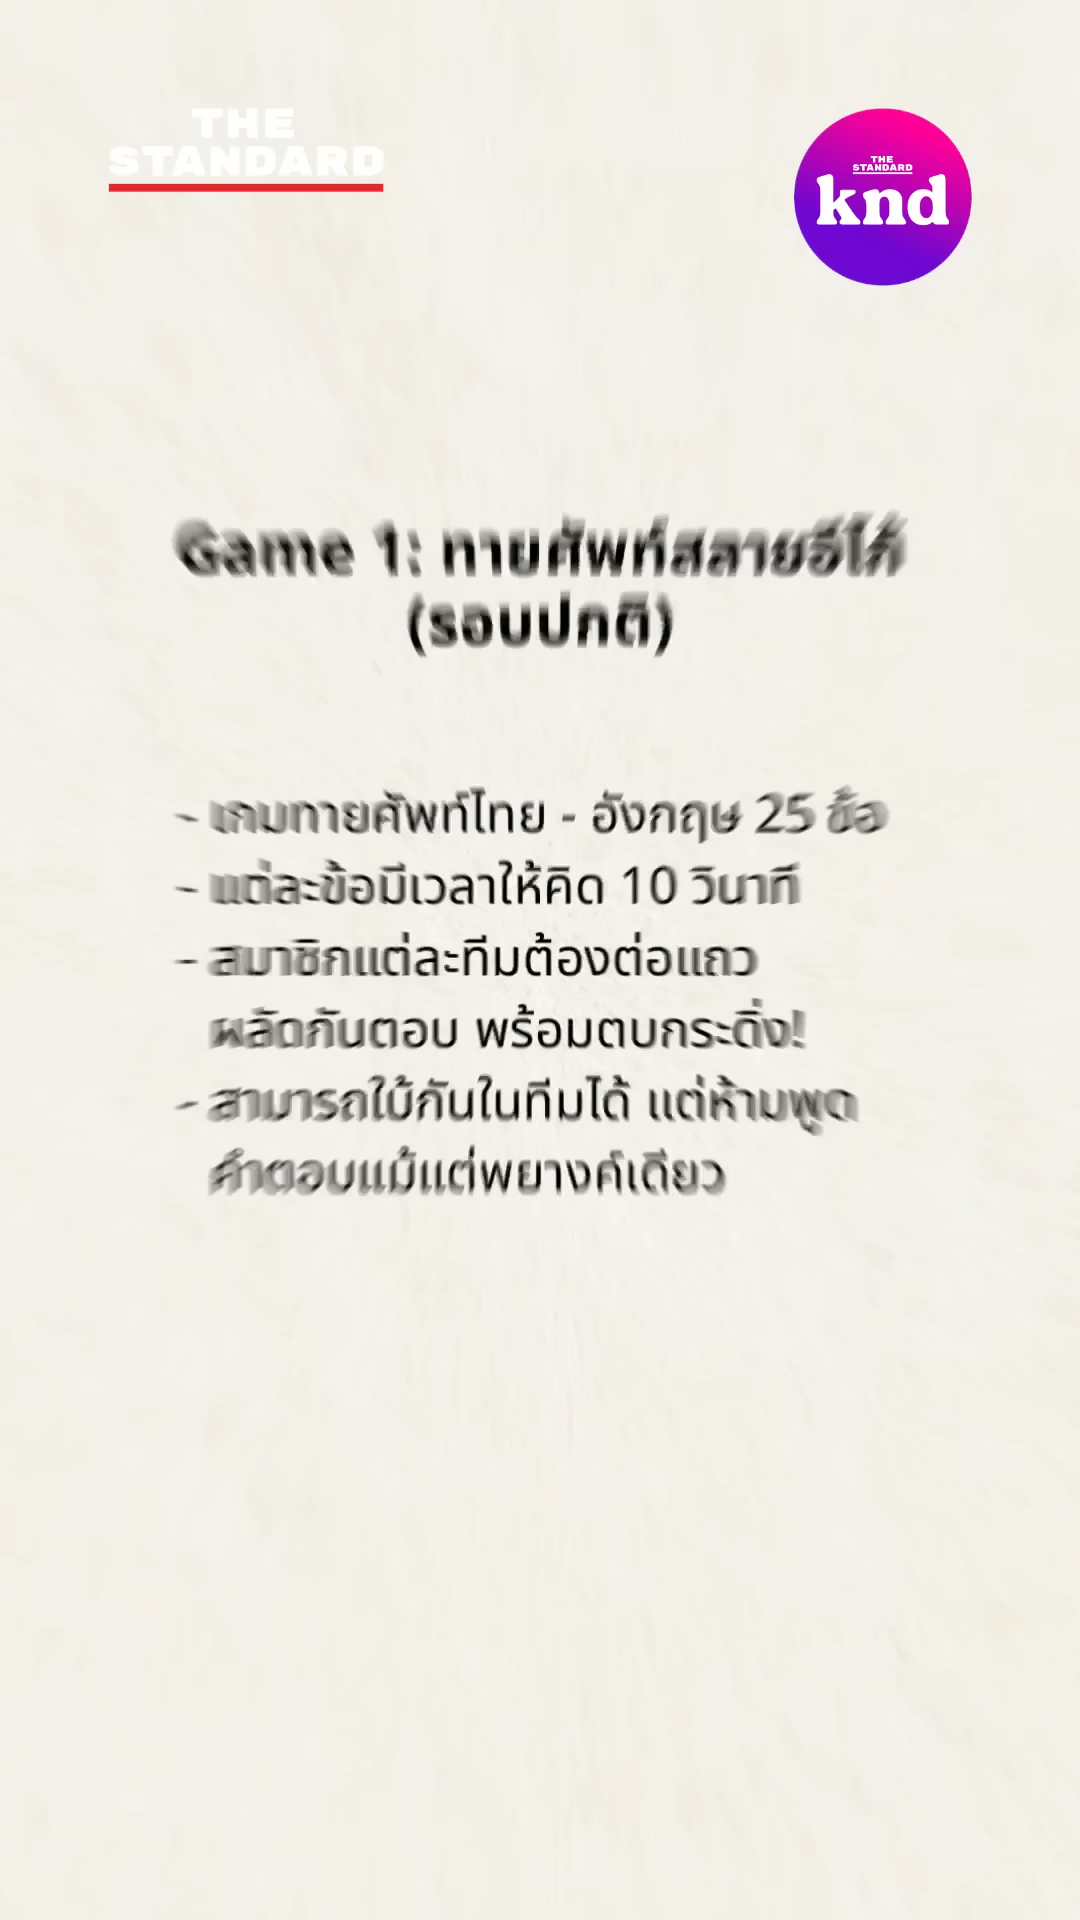 THE
STANDARD
THE
STANDARD
knd
Game 1: ทายศัพท์สลายอีโก้
(รอบปกติ)
- เกมทายศัพท์ไทย - อังกฤษ 25 ข้อ
- แต่ละข้อมีเวลาให้คิด 10 วินาที
- สมาชิกแต่ละทีมต้องต่อแถว
ผลัดกันตอบ พร้อมตบกระดิ่ง!
- สามารถใบ้กันในทีมได้ แต่ห้ามพูด
คำตอบแม้แต่พยางค์เดียว